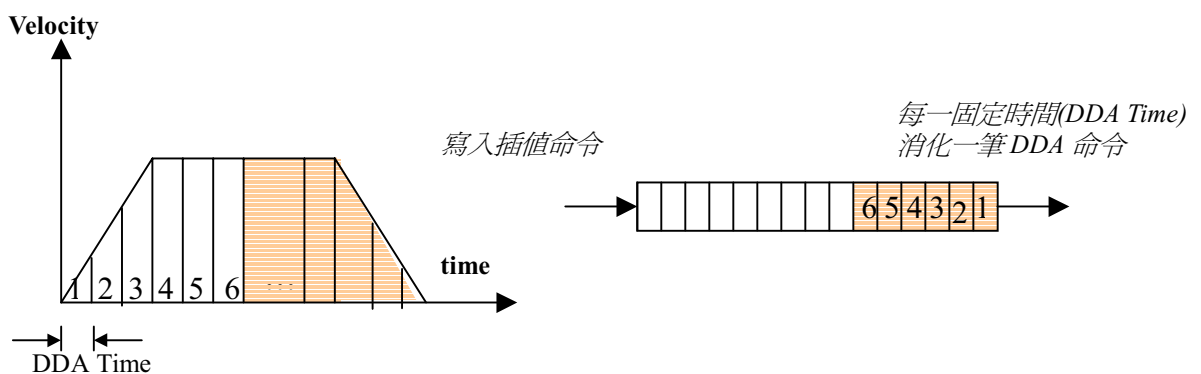 Velocity
每一固定時間(DDA Time)
消化一筆 DDA 命令
寫入插值命令
6 5 4 3 2 1
time
1 2 3 4 5 6 ...
DDA Time